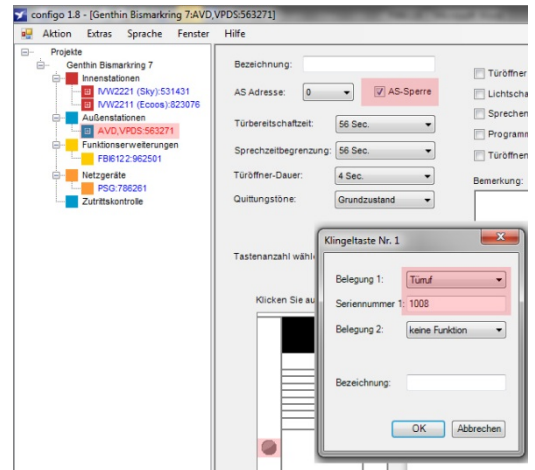 configo 1.8 - [Genthin Bismarkring 7:AVD,VPDS:563271]
Aktion Extras Sprache Fenster Hilfe
Projekte
Genthin Bismarkring 7
Innenstationen
IVW2221 (Sky):531431
IVW2211 (Ecoos):823076
Außenstationen
AVD,VPDS:563271
Funktionserweiterungen
FBI6122:962501
Netzgeräte
PSG:786261
Zutrittskontrolle
Bezeichnung:
AS Adresse: 0 AS-Sperre
Türbereitschaftzeit: 56 Sec.
Sprechzeitbegrenzung: 56 Sec.
Türöffner-Dauer: 4 Sec.
Quittungstöne: Grundzustand
Türöffner
Lichtscha
Sprechen
Program
Türöffnen
Bemerkung:
Tastenanzahl wähl
Klicken Sie au
Klingeltaste Nr. 1
Belegung 1: Türruf
Seriennummer 1: 1008
Belegung 2: keine Funktion
Bezeichnung:
OK Abbrechen